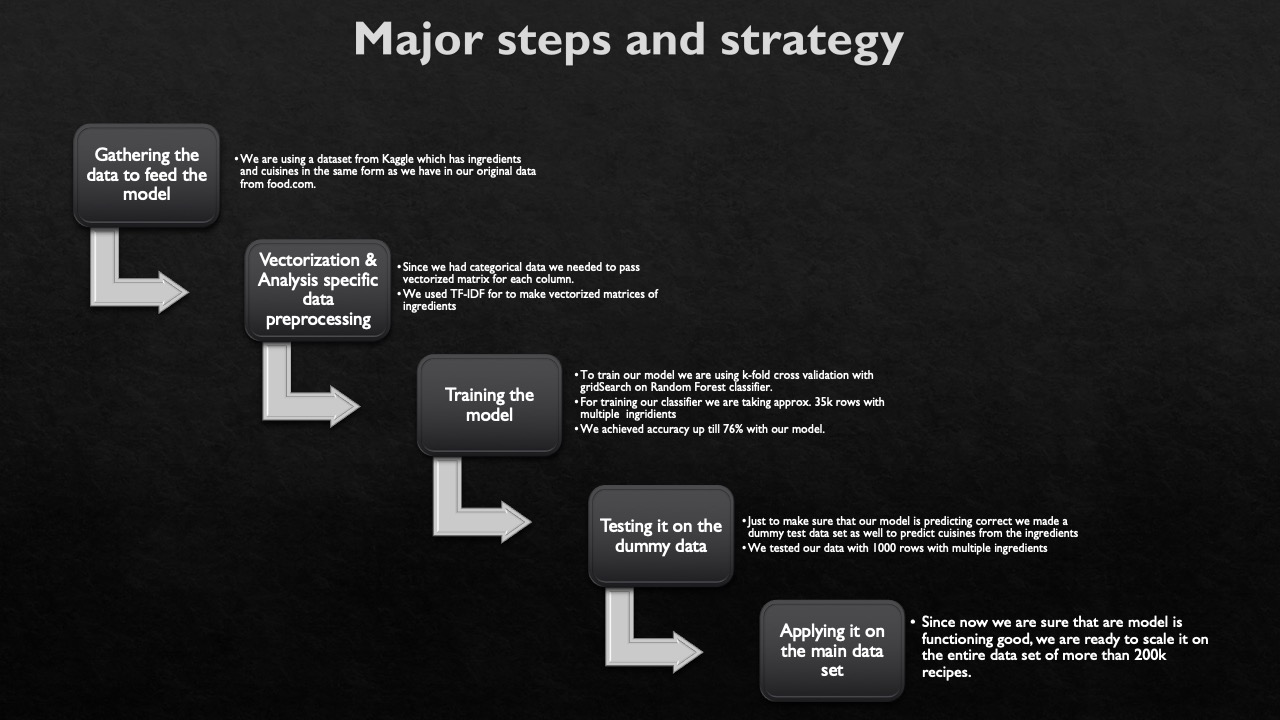 Major steps and strategy
Gathering the
data to feed the
model
•We are using a dataset from Kaggle which has ingredients
and cuisines in the same form as we have in our original data
from food.com.
Vectorization &
Analysis specific
data
preprocessing
•Since we had categorical data we needed to pass
vectorized matrix for each column.
•We used TF-IDF for to make vectorized matrices of
ingredients
Training the
model
•To train our model we are using k-fold cross validation with
gridSearch on Random Forest classifier.
•For training our classifier we are taking approx. 35k rows with
multiple ingridients
•We achieved accuracy up till 76% with our model.
Testing it on the
dummy data
•Just to make sure that our model is predicting correct we made a
dummy test data set as well to predict cuisines from the ingredients
•We tested our data with 1000 rows with multiple ingredients
Applying it on
the main data
set
• Since now we are sure that are model is
functioning good, we are ready to scale it on
the entire data set of more than 200k
recipes.